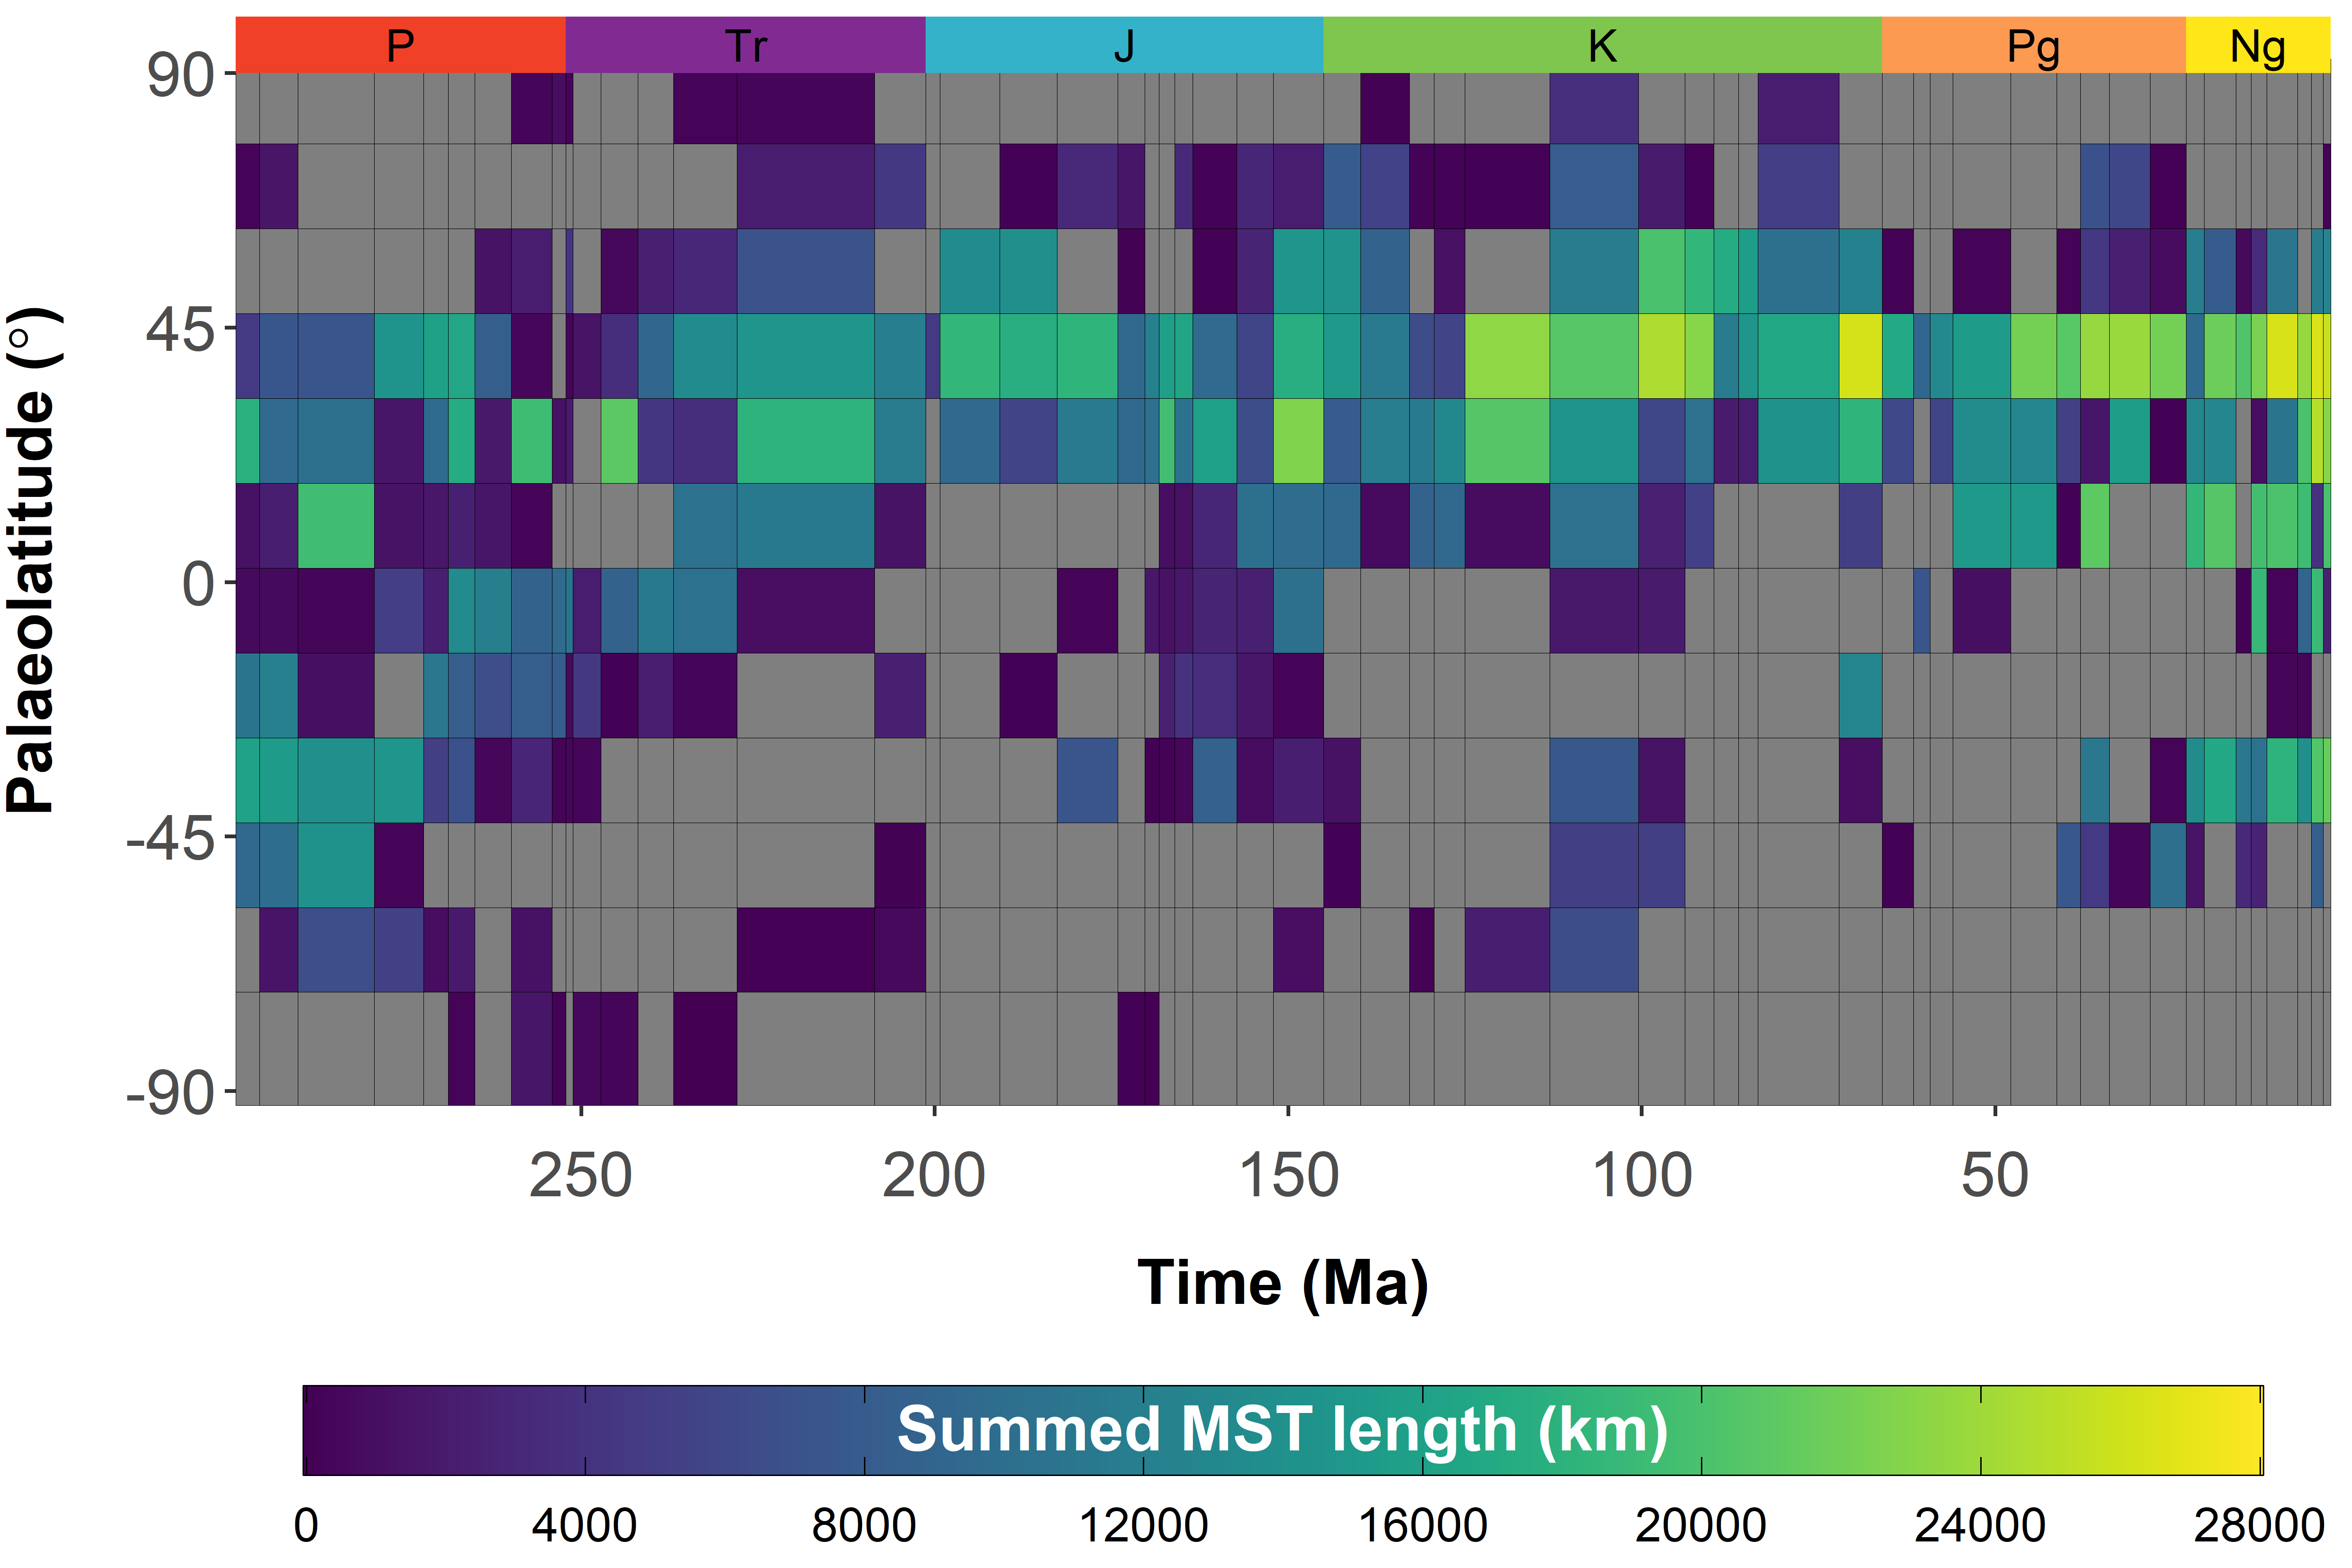 P Tr J K Pg Ng
90
45
0
-45
-90
Palaeolatitude (°)
250 200 150 100 50
Time (Ma)
Summed MST length (km)
0 4000 8000 12000 16000 20000 24000 28000